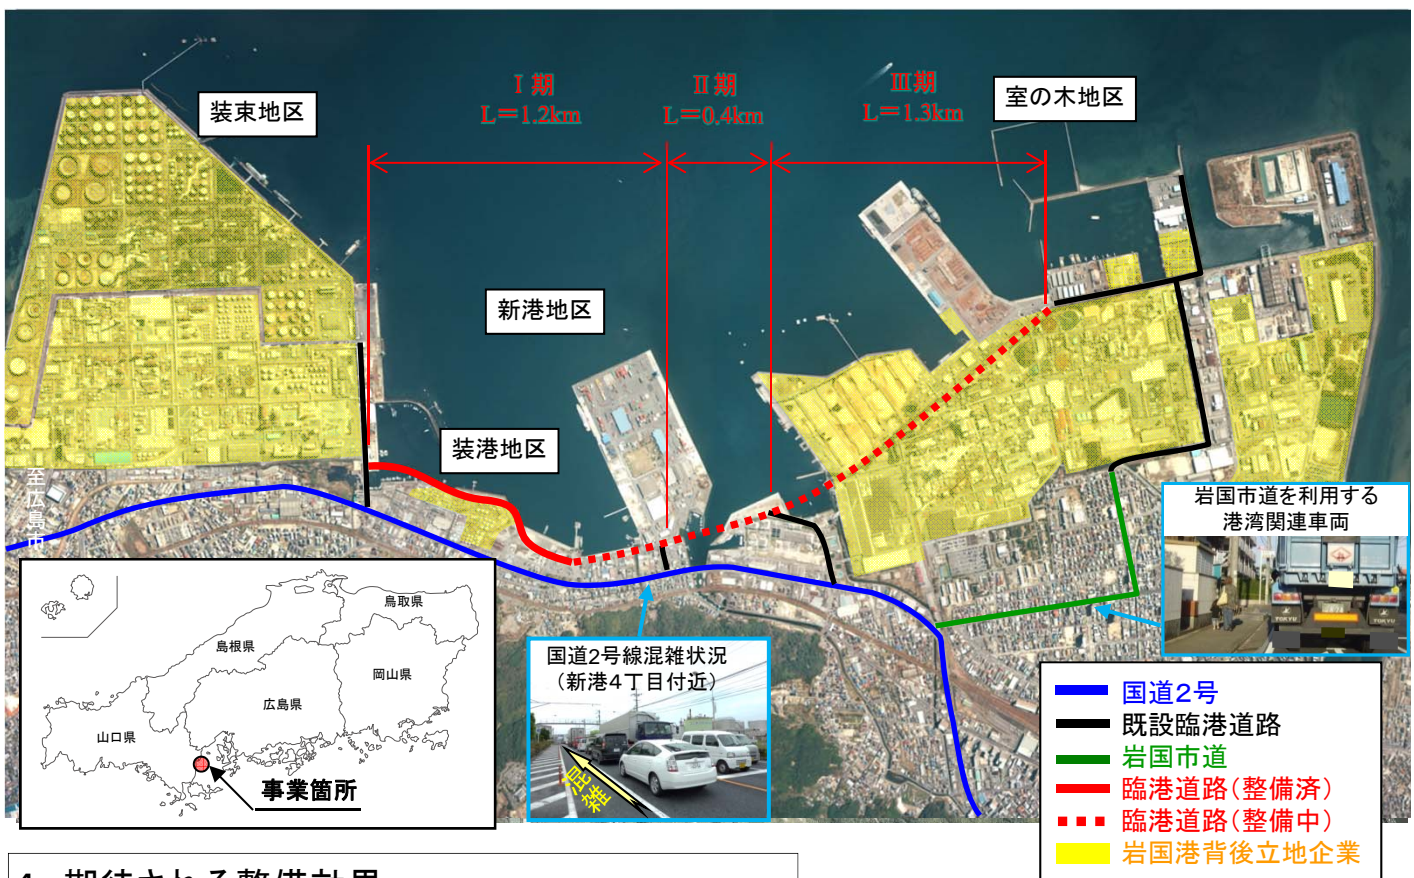 Ⅰ期
L=1.2km
Ⅱ期
L=0.4km
Ⅲ期
L=1.3km
装束地区
室の木地区
新港地区
装港地区
至広島市
岩国市道を利用する
港湾関連車両
TOKYU
TOKYU
国道2号線混雑状況
(新港4丁目付近)
混雑
鳥取県
島根県
岡山県
広島県
山口県
事業箇所
国道2号
既設臨港道路
岩国市道
臨港道路(整備済)
臨港道路(整備中)
岩国港背後立地企業